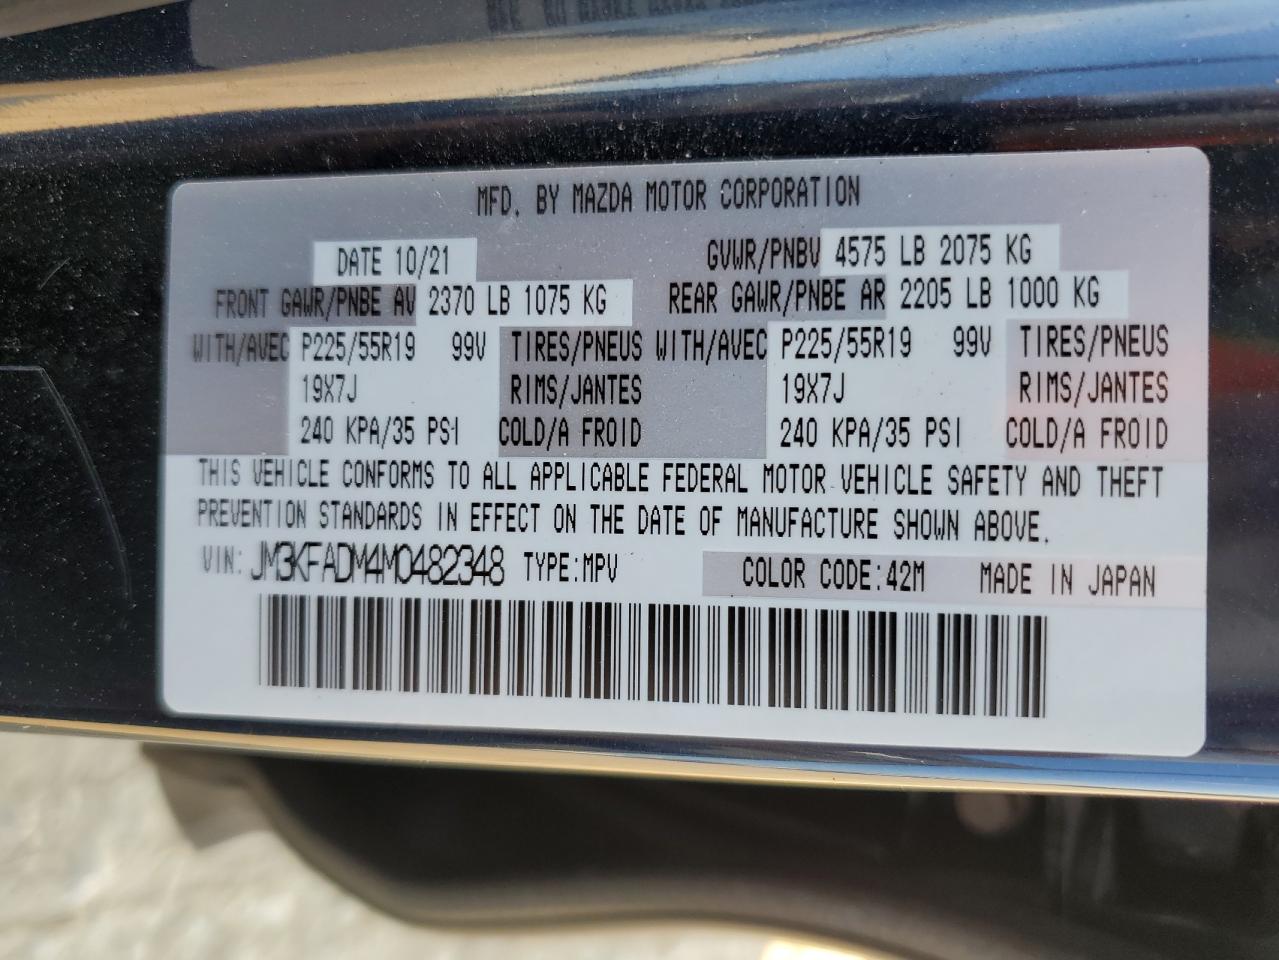 MFD. BY MAZDA MOTOR CORPORATION
DATE 10/21 GVWR/PNBV 4575 LB 2075 KG
FRONT GAWR/PNBE AV 2370 LB 1075 KG REAR GAWR/PNBE AR 2205 LB 1000 KG
WITH/AVEC P225/55R19 99V TIRES/PNEUS WITH/AVEC P225/55R19 99V TIRES/PNEUS
19X7J RIMS/JANTES 19X7J RIMS/JANTES
240 KPA/35 PSI COLD/A FROID 240 KPA/35 PSI COLD/A FROID
THIS VEHICLE CONFORMS TO ALL APPLICABLE FEDERAL MOTOR VEHICLE SAFETY AND THEFT
PREVENTION STANDARDS IN EFFECT ON THE DATE OF MANUFACTURE SHOWN ABOVE.
VIN: JM3KFADM4M0482348 TYPE:MPV COLOR CODE:42M MADE IN JAPAN